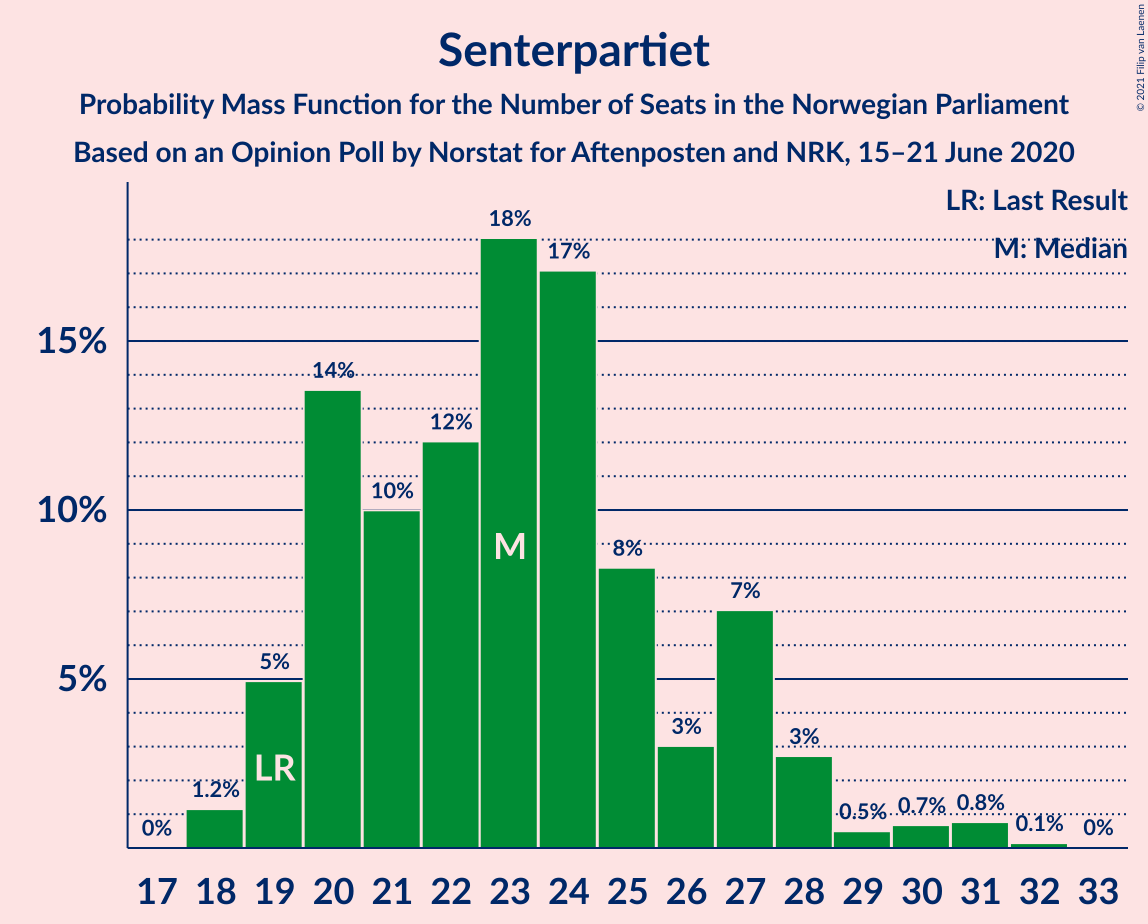 Senterpartiet
Probability Mass Function for the Number of Seats in the Norwegian Parliament
Based on an Opinion Poll by Norstat for Aftenposten and NRK, 15–21 June 2020
© 2021 Filip van Laenen
LR: Last Result
M: Median
15%
10%
5%
0%
1.2%
5%
14%
10%
12%
18%
17%
8%
3%
7%
3%
0.5%
0.7%
0.8%
0.1%
0%
LR
M
17 18 19 20 21 22 23 24 25 26 27 28 29 30 31 32 33